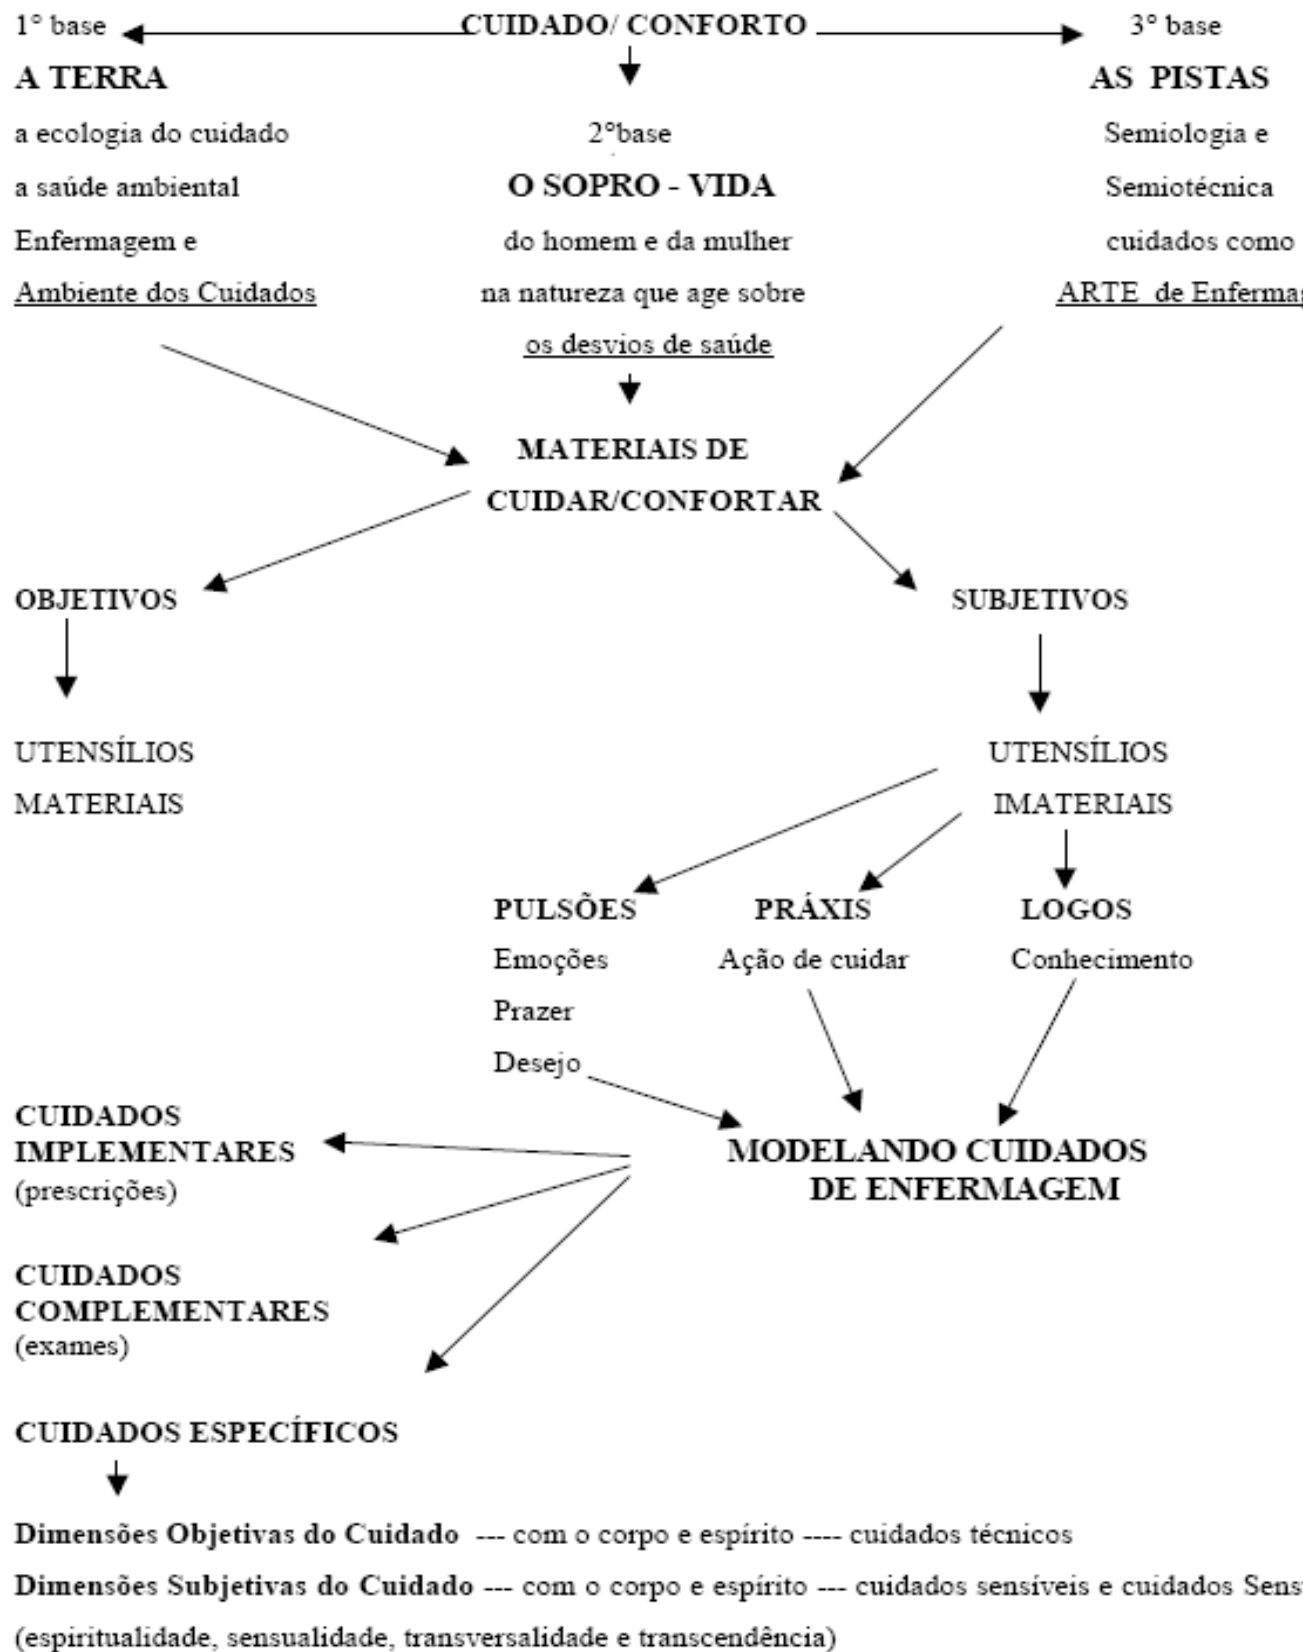 1° base
CUIDADO/ CONFORTO
3° base
A TERRA
AS PISTAS
a ecologia do cuidado
2°base
Semiologia e
a saúde ambiental
O SOPRO - VIDA
Semiotécnica
Enfermagem e
do homem e da mulher
cuidados como
Ambiente dos Cuidados
na natureza que age sobre
ARTE de
os desvios de saúde
MATERIAIS DE
CUIDAR/CONFORTAR
OBJETIVOS
SUBJETIVOS
UTENSÍLIOS
MATERIAIS
UTENSÍLIOS
IMATERIAIS
PULSÕES
PRÁXIS
LOGOS
Emoções
Ação de cuidar
Conhecimento
Prazer
Desejo
CUIDADOS
IMPLEMENTARES
(prescrições)
MODELANDO CUIDADOS
DE ENFERMAGEM
CUIDADOS
COMPLEMENTARES
(exames)
CUIDADOS ESPECÍFICOS
Dimensões Objetivas do Cuidado --- com o corpo e espírito ---- cuidados técnicos
Dimensões Subjetivas do Cuidado --- com o corpo e espírito --- cuidados sensíveis e cuidados
(espiritualidade, sensualidade, transversalidade e transcendência)